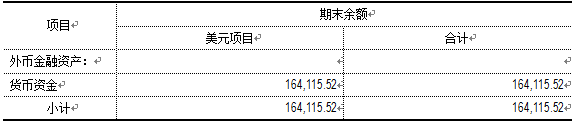 项目 期末余额
美元项目 合计
外币金融资产：
货币资金 164,115.52 164,115.52
小计 164,115.52 164,115.52